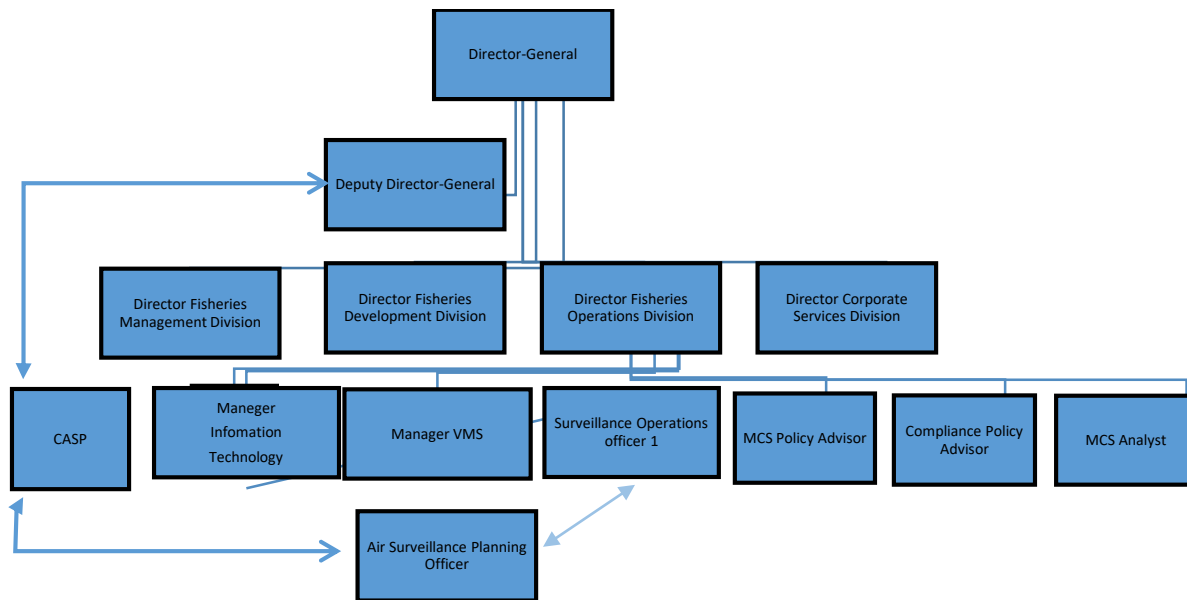 Director-General
Deputy Director-General
Director Fisheries
Management Division
Director Fisheries
Development Division
Director Fisheries
Operations Division
Director Corporate
Services Division
CASP
Maneger
Infomation
Technology
Manager VMS
Surveillance Operations
officer 1
MCS Policy Advisor
Compliance Policy
Advisor
MCS Analyst
Air Surveillance Planning
Officer